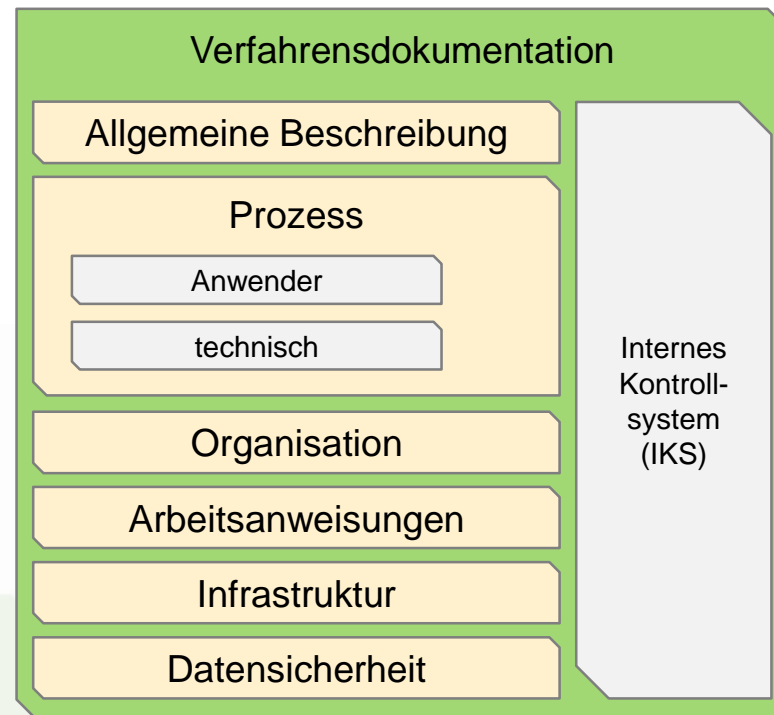 Verfahrensdokumentation
Allgemeine Beschreibung
Prozess
Anwender
technisch
Organisation
Arbeitsanweisungen
Infrastruktur
Datensicherheit
Internes
Kontroll-
system
(IKS)